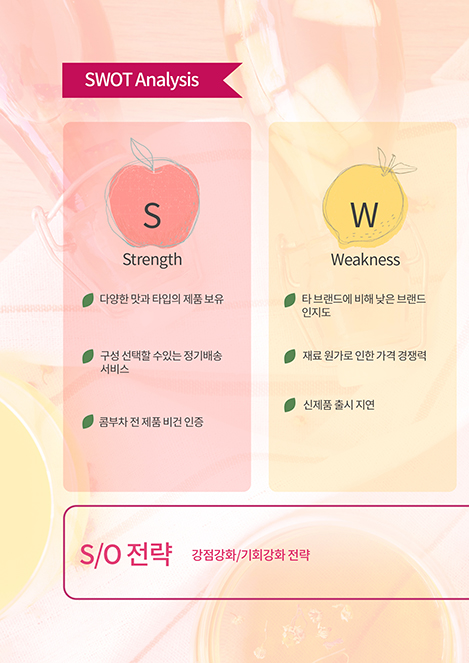 SWOT Analysis
S
Strength
다양한 맛과 타입의 제품 보유
구성 선택할 수있는 정기배송
서비스
콤부차 전 제품 비건 인증
W
Weakness
타 브랜드에 비해 낮은 브랜드
인지도
재료 원가로 인한 가격 경쟁력
신제품 출시 지연
S/O 전략
강점강화/기회강화 전략